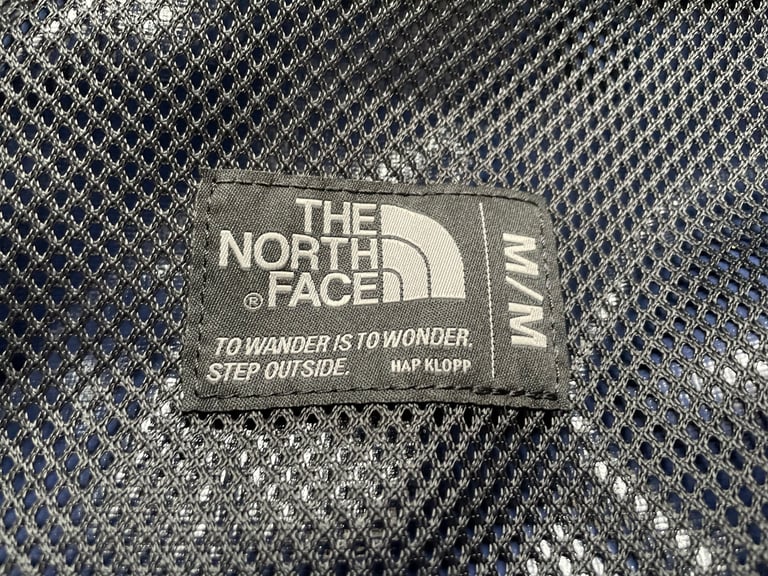 THE
NORTH
® FACE
TO WANDER IS TO WONDER.
STEP OUTSIDE. HAP KLOPP
M/M